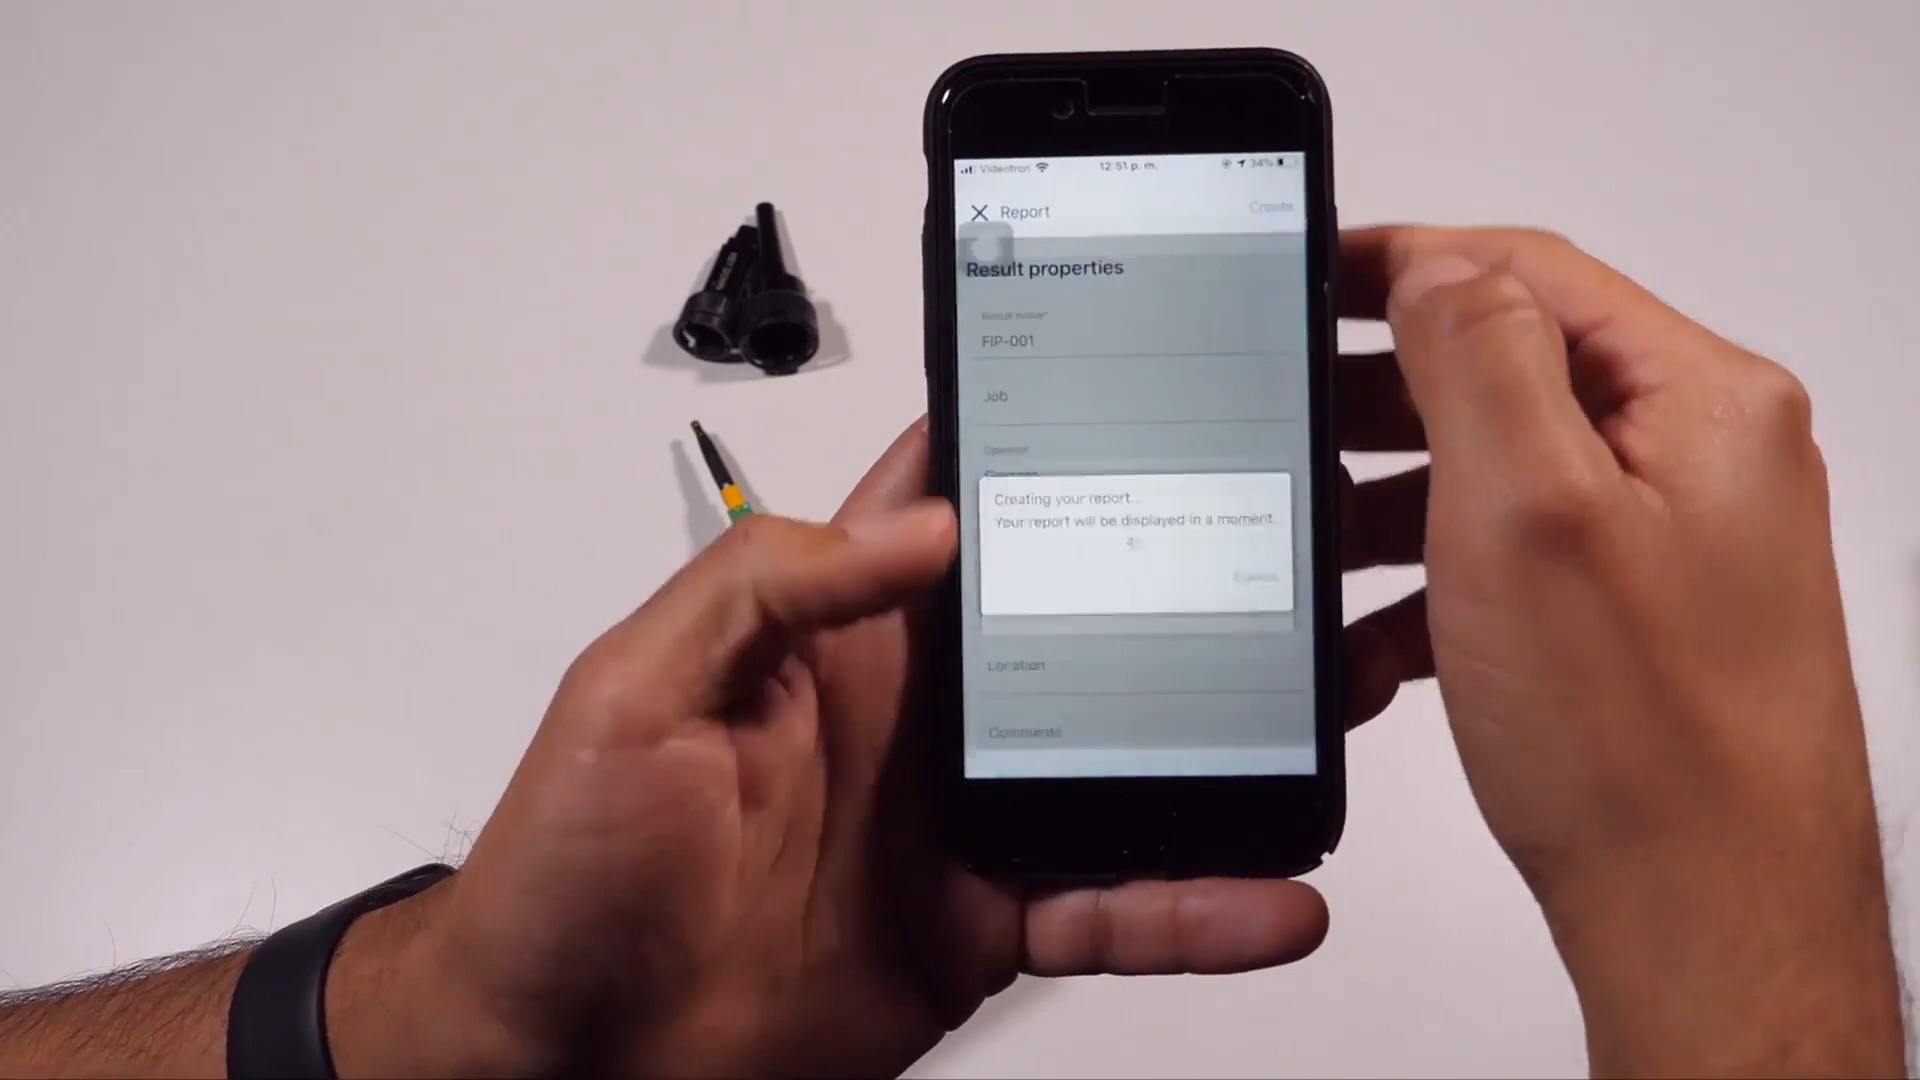 Videotron 12:51 p. m. 34%
Report Create
Result properties
Result name*
FIP-001
Job
Operator
Creating your report...
Your report will be displayed in a moment.
Location
Comments